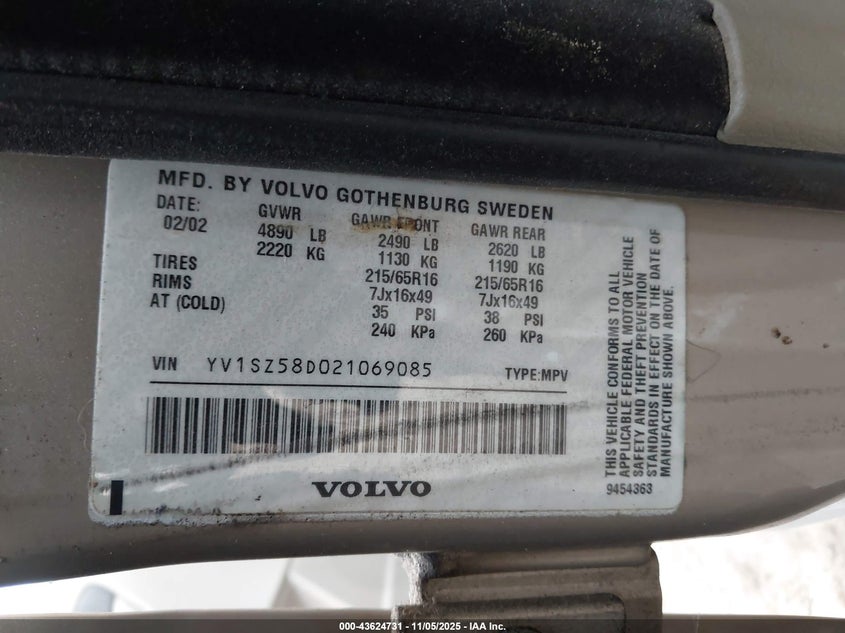 MFD. BY VOLVO GOTHENBURG SWEDEN
DATE: GVWR GAWR FRONT GAWR REAR
02/02 4890 LB 2490 LB 2620 LB
2220 KG 1130 KG 1190 KG
TIRES 215/65R16 215/65R16
RIMS 7Jx16x49 7Jx16x49
AT (COLD) 35 PSI 38 PSI
240 KPa 260 KPa
VIN YV1SZ58D021069085 TYPE:MPV
VOLVO
THIS VEHICLE CONFORMS TO ALL
APPLICABLE FEDERAL MOTOR VEHICLE
SAFETY AND THEFT PREVENTION
STANDARDS IN EFFECT ON THE DATE OF
MANUFACTURE SHOWN ABOVE.
9454363
000-43624731 - 11/05/2025 - IAA Inc.